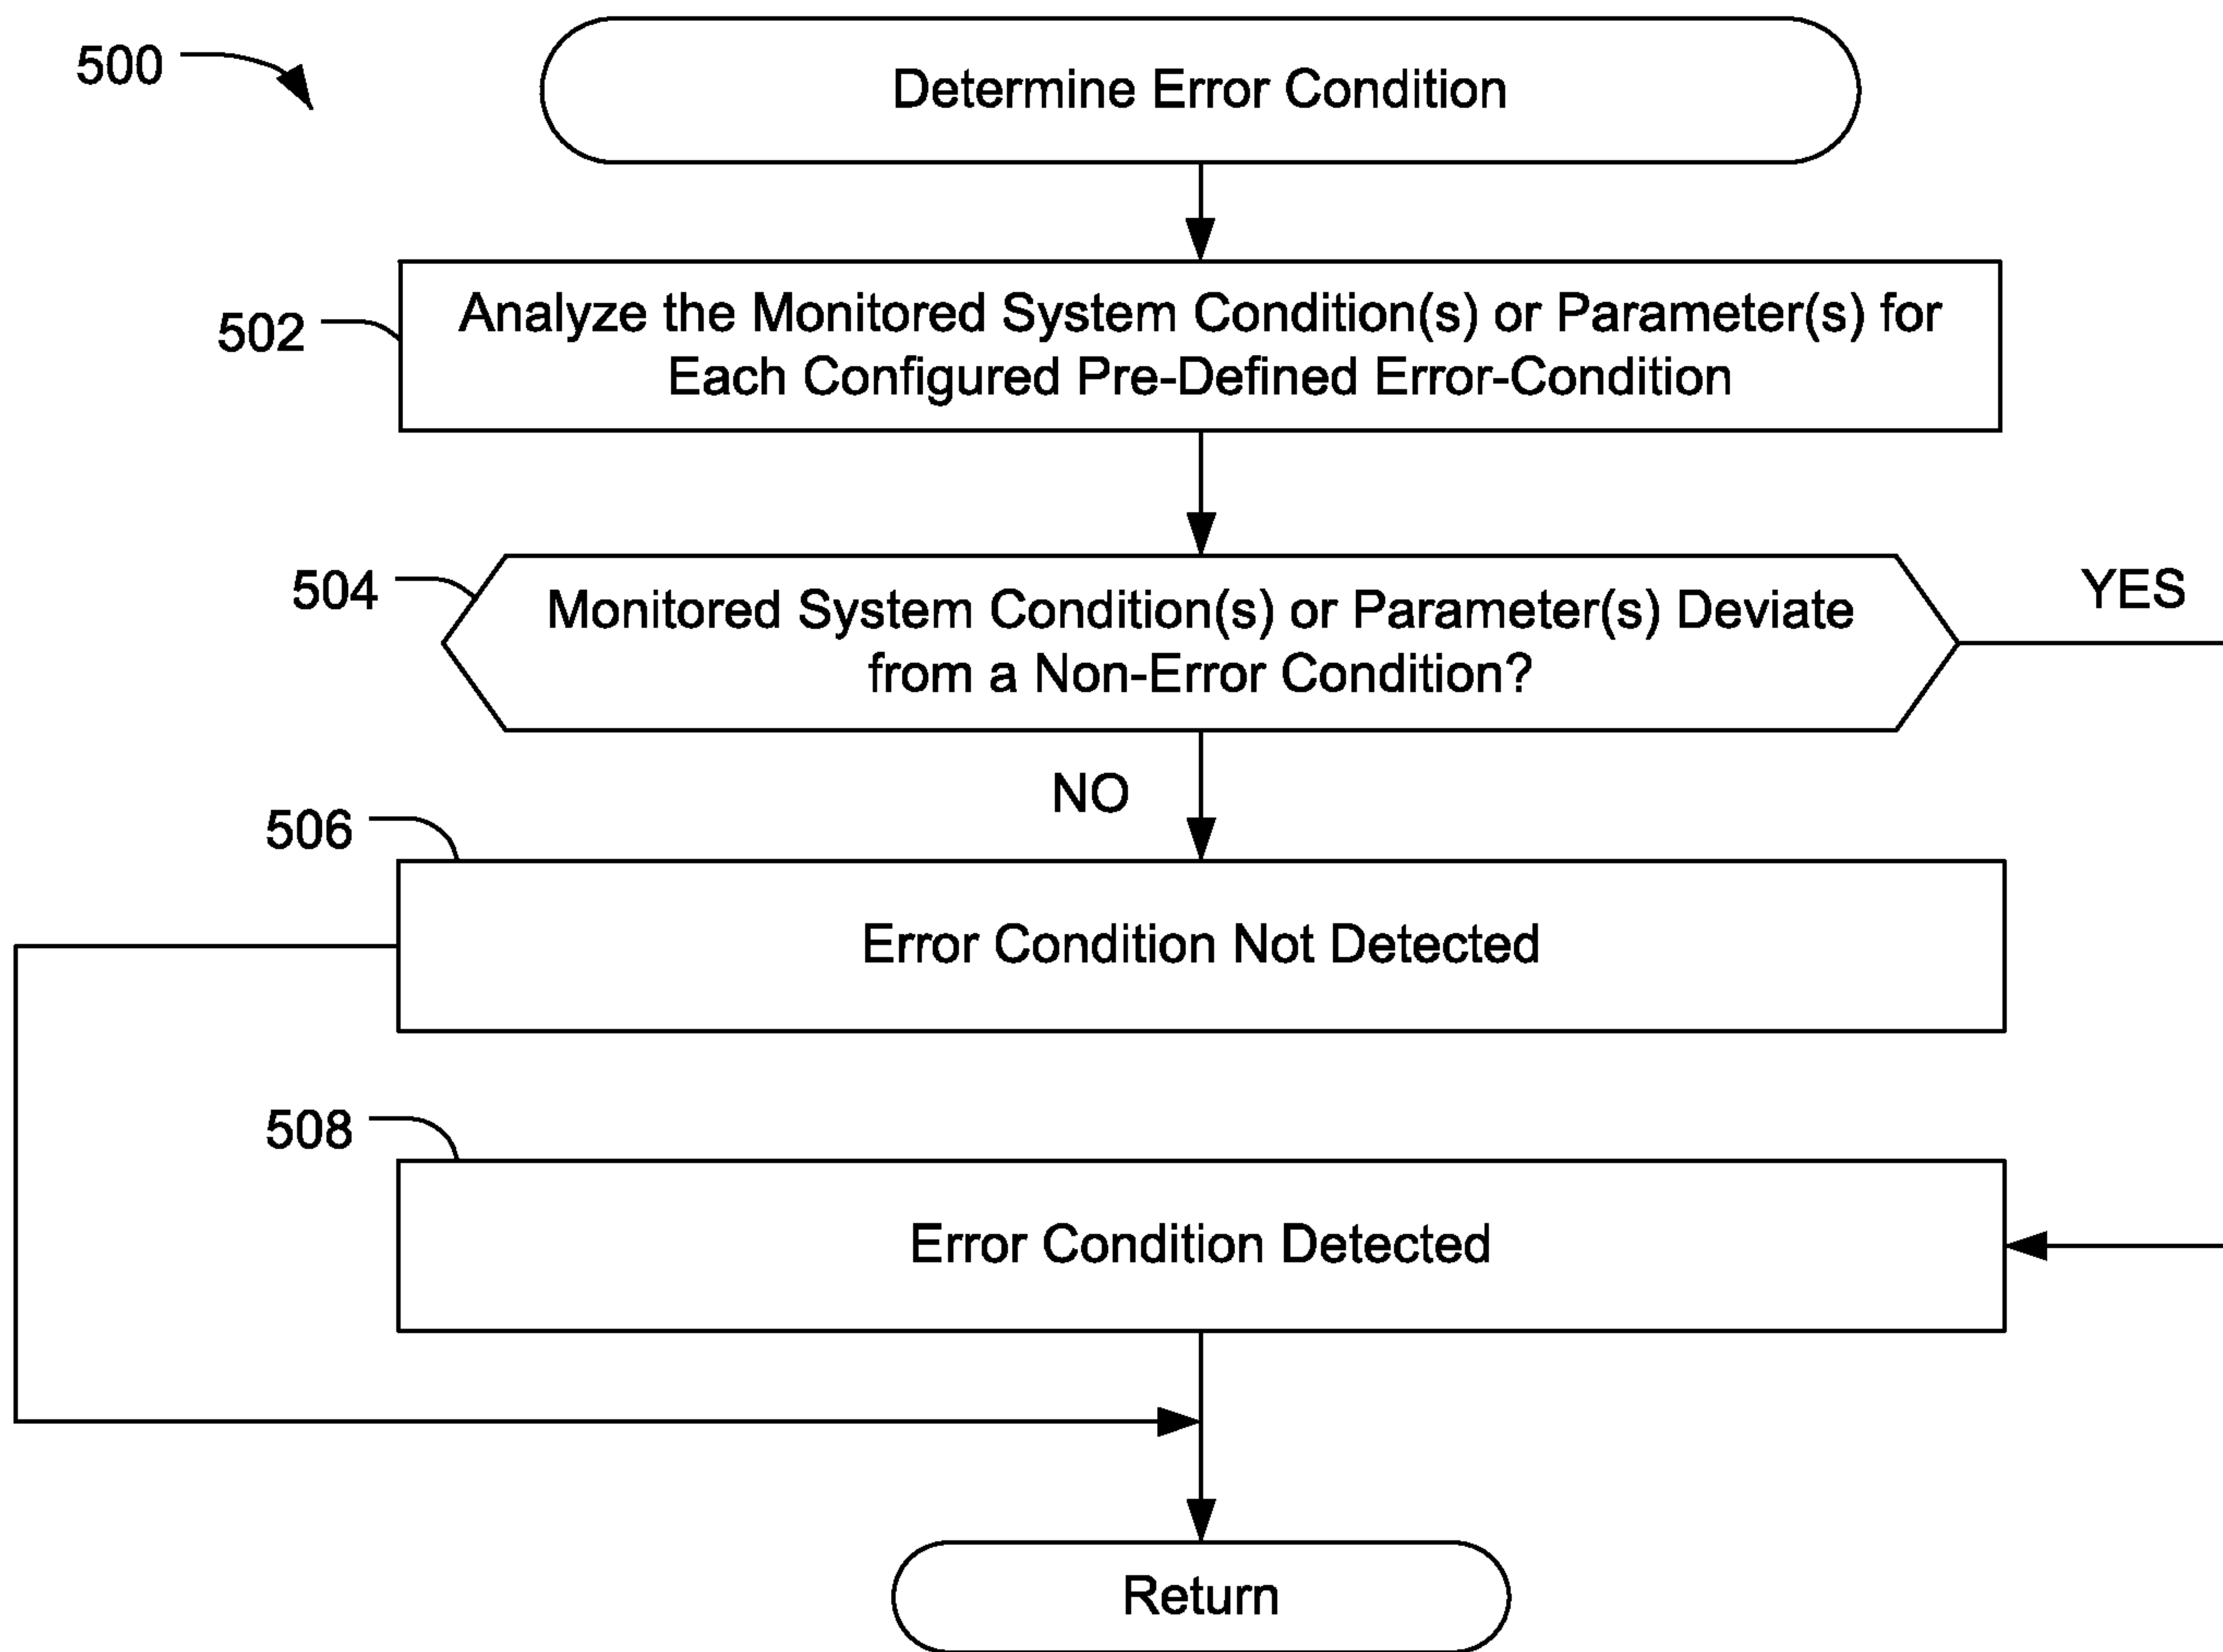 500
Determine Error Condition
502
Analyze the Monitored System Condition(s) or Parameter(s) for
Each Configured Pre-Defined Error-Condition
504
Monitored System Condition(s) or Parameter(s) Deviate
from a Non-Error Condition?
YES
NO
506
Error Condition Not Detected
508
Error Condition Detected
Return